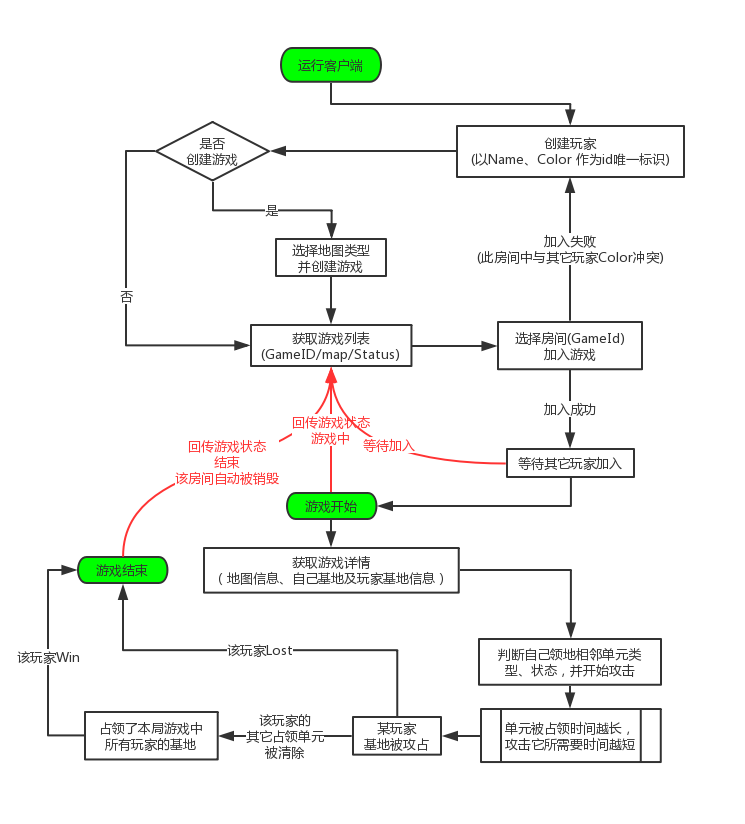 运行客户端
创建玩家
(以Name、Color 作为id唯一标识)
是否
创建游戏
是
选择地图类型
并创建游戏
加入失败
(此房间中与其它玩家Color冲突)
否
获取游戏列表
(GameID/map/Status)
选择房间(GameId)
加入游戏
加入成功
回传游戏状态
游戏中
等待加入
回传游戏状态
结束
该房间自动被销毁
等待其它玩家加入
游戏开始
获取游戏详情
（地图信息、自己基地及玩家基地信息）
游戏结束
判断自己领地相邻单元类
型、状态，并开始攻击
该玩家Lost
该玩家Win
单元被占领时间越长，
攻击它所需要时间越短
某玩家
基地被攻占
该玩家的
其它占领单元
被清除
占领了本局游戏中
所有玩家的基地